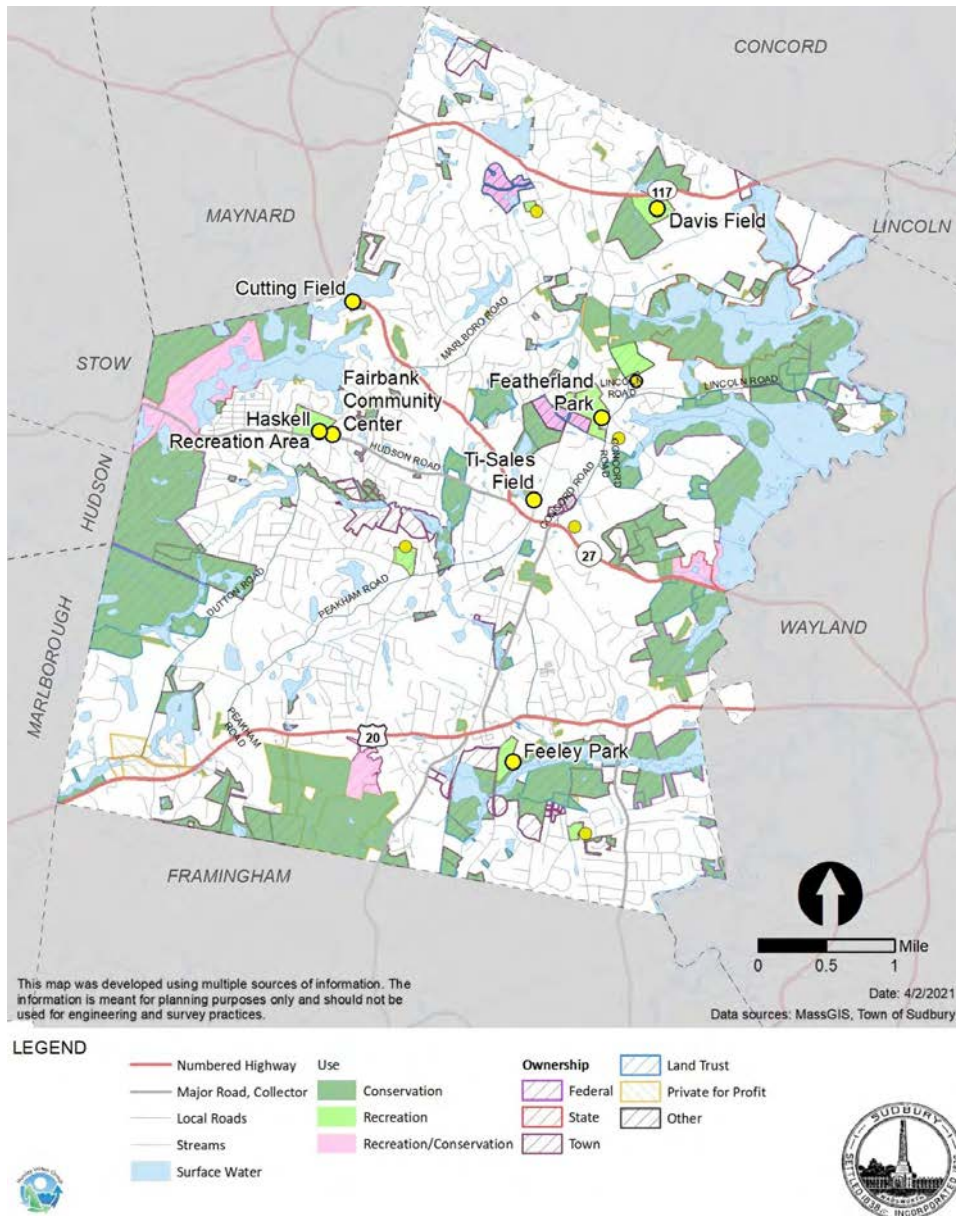 CONCORD
MAYNARD
117
Davis Field
LINCOLN
Cutting Field
MARLBORO ROAD
STOW
Fairbank
Community
Center
Featherland
Park
LINCOLN
ROAD
LINCOLN ROAD
Haskell
Recreation Area
HUDSON ROAD
Ti-Sales
Field
CONCORD ROAD
CONCORD
ROAD
HUDSON
27
DUTTON ROAD
PEAKHAM ROAD
WAYLAND
MARLBOROUGH
PEAKHAM
ROAD
20
Feeley Park
FRAMINGHAM
Mile
0 0.5 1
This map was developed using multiple sources of information. The
information is meant for planning purposes only and should not be
used for engineering and survey practices.
Date: 4/2/2021
Data sources: MassGIS, Town of Sudbury
LEGEND
Numbered Highway
Major Road, Collector
Local Roads
Streams
Surface Water
Use
Conservation
Recreation
Recreation/Conservation
Ownership
Federal
State
Town
Land Trust
Private for Profit
Other
SUDBURY